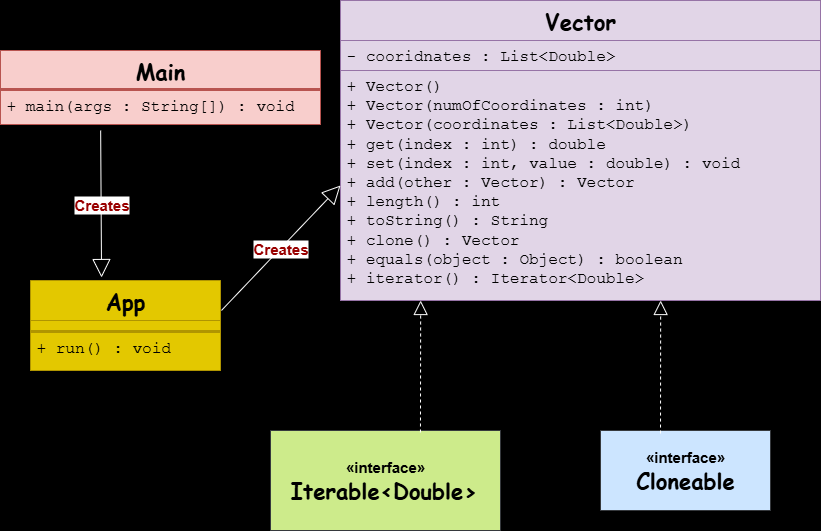 Vector
- cooridnates : List<Double>
+ Vector()
+ Vector(numOfCoordinates : int)
+ Vector(coordinates : List<Double>)
+ get(index : int) : double
+ set(index : int, value : double) : void
+ add(other : Vector) : Vector
+ length() : int
+ toString() : String
+ clone() : Vector
+ equals(object : Object) : boolean
+ iterator() : Iterator<Double>
Main
+ main(args : String[]) : void
Creates
Creates
App
+ run() : void
«interface»
Iterable<Double>
«interface»
Cloneable